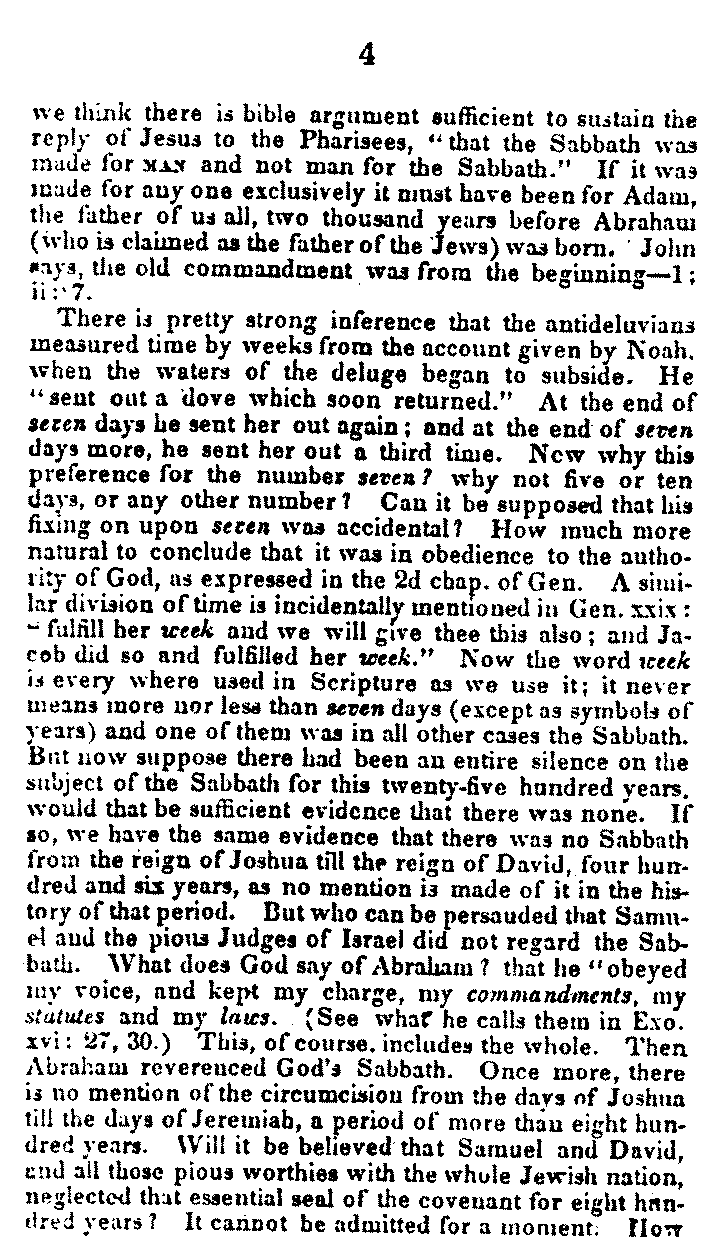 4
we think there is bible argument sufficient to sustain the
reply of Jesus to the Pharisees, "that the Sabbath was
made for MAN and not man for the Sabbath." If it was
made for any one exclusively it must have been for Adam,
the father of us all, two thousand years before Abraham
(who is claimed as the father of the Jews) was born. John
says, the old commandment was from the beginning—1;
ii: 7.
There is pretty strong inference that the antideluvians
measured time by weeks from the account given by Noah,
when the waters of the deluge began to subside. He
"sent out a dove which soon returned." At the end of
seven days he sent her out again; and at the end of seven
days more, he sent her out a third time. Now why this
preference for the number seven? why not five or ten
days, or any other number? Can it be supposed that his
fixing on upon seven was accidental? How much more
natural to conclude that it was in obedience to the autho-
rity of God, as expressed in the 2d chap. of Gen. A simi-
lar division of time is incidentally mentioned in Gen. xxix:
"fulfill her week and we will give thee this also; and Ja-
cob did so and fulfilled her week." Now the word week
is every where used in Scripture as we use it; it never
means more nor less than seven days (except as symbols of
years) and one of them was in all other cases the Sabbath.
But now suppose there had been an entire silence on the
subject of the Sabbath for this twenty-five hundred years,
would that be sufficient evidence that there was none. If
so, we have the same evidence that there was no Sabbath
from the reign of Joshua till the reign of David, four hun-
dred and six years, as no mention is made of it in the his-
tory of that period. But who can be persauded that Samu-
el and the pious Judges of Israel did not regard the Sab-
bath. What does God say of Abraham? that he "obeyed
my voice, and kept my charge, my commandments, my
statutes and my laws. (See what he calls them in Exo.
xvi: 27, 30.) This, of course, includes the whole. Then
Abraham reverenced God's Sabbath. Once more, there
is no mention of the circumcision from the days of Joshua
till the days of Jeremiah, a period of more than eight hun-
dred years. Will it be believed that Samuel and David,
and all those pious worthies with the whole Jewish nation,
neglected that essential seal of the covenant for eight hun-
dred years? It cannot be admitted for a moment. How